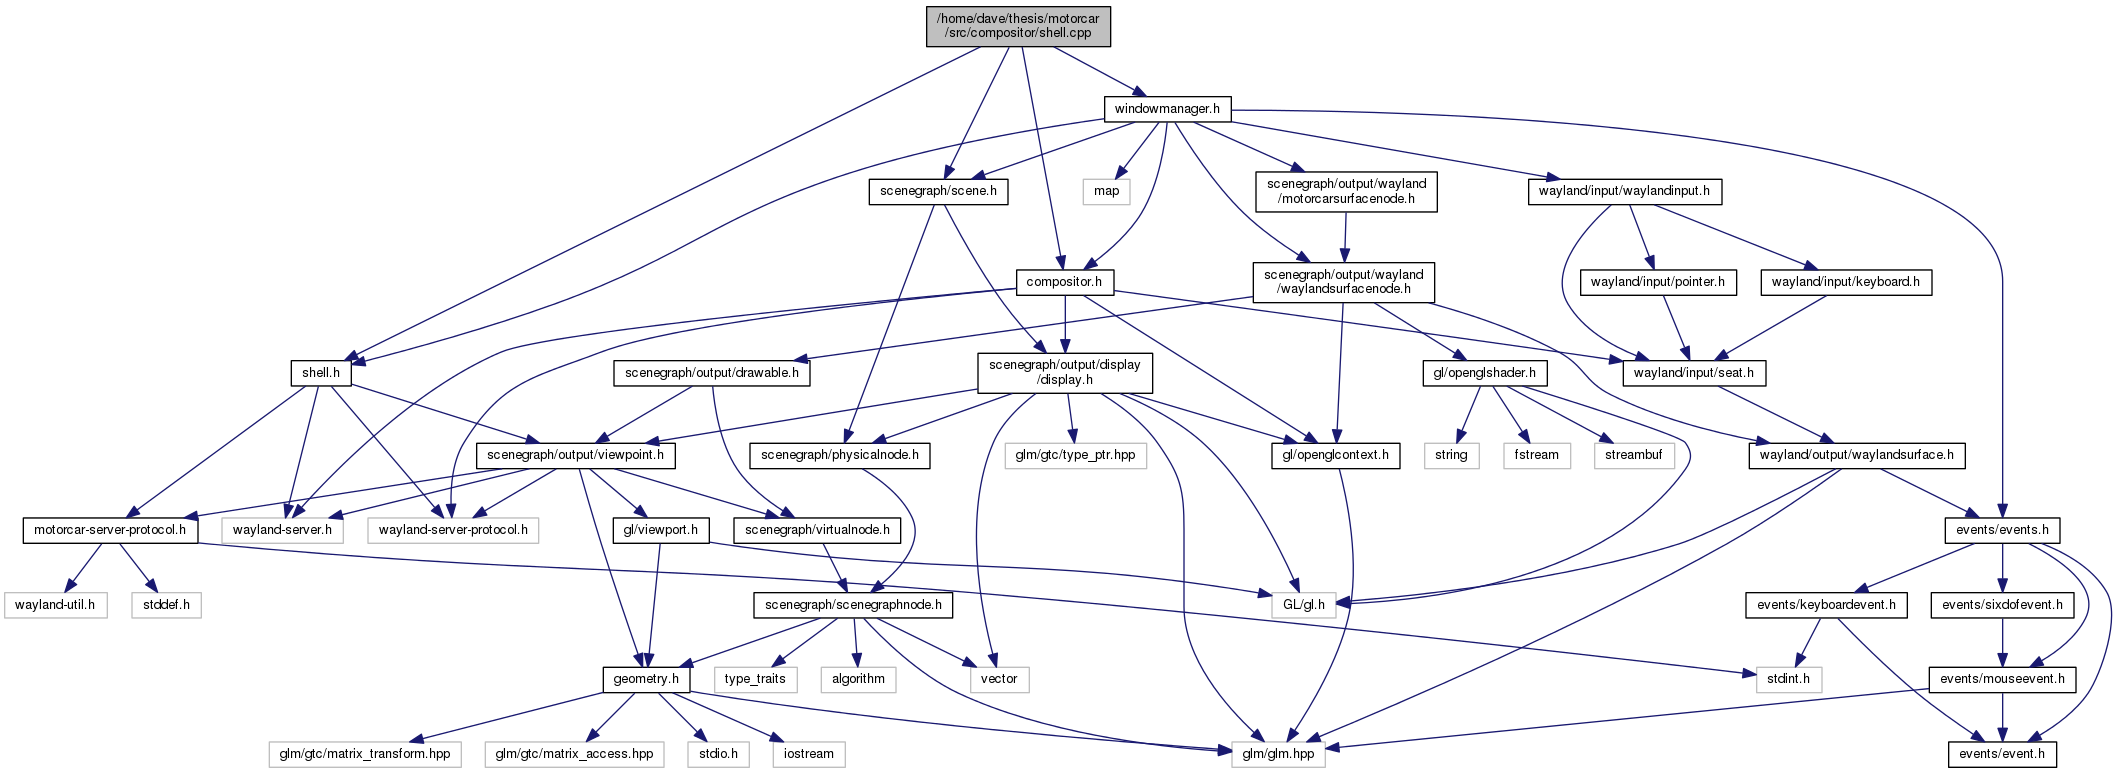 /home/dave/thesis/motorcar
/src/compositor/shell.cpp
windowmanager.h
scenegraph/scene.h
map
scenegraph/output/wayland
/motorcarsurfacenode.h
wayland/input/waylandinput.h
compositor.h
scenegraph/output/wayland
/waylandsurfacenode.h
wayland/input/pointer.h
wayland/input/keyboard.h
shell.h
scenegraph/output/drawable.h
scenegraph/output/display
/display.h
gl/openglshader.h
wayland/input/seat.h
scenegraph/output/viewpoint.h
scenegraph/physicalnode.h
glm/gtc/type_ptr.hpp
gl/openglcontext.h
string
fstream
streambuf
wayland/output/waylandsurface.h
motorcar-server-protocol.h
wayland-server.h
wayland-server-protocol.h
gl/viewport.h
scenegraph/virtualnode.h
events/events.h
wayland-util.h
stddef.h
scenegraph/scenegraphnode.h
GL/gl.h
events/keyboardevent.h
events/sixdofevent.h
geometry.h
type_traits
algorithm
vector
stdint.h
events/mouseevent.h
glm/gtc/matrix_transform.hpp
glm/gtc/matrix_access.hpp
stdio.h
iostream
glm/glm.hpp
events/event.h